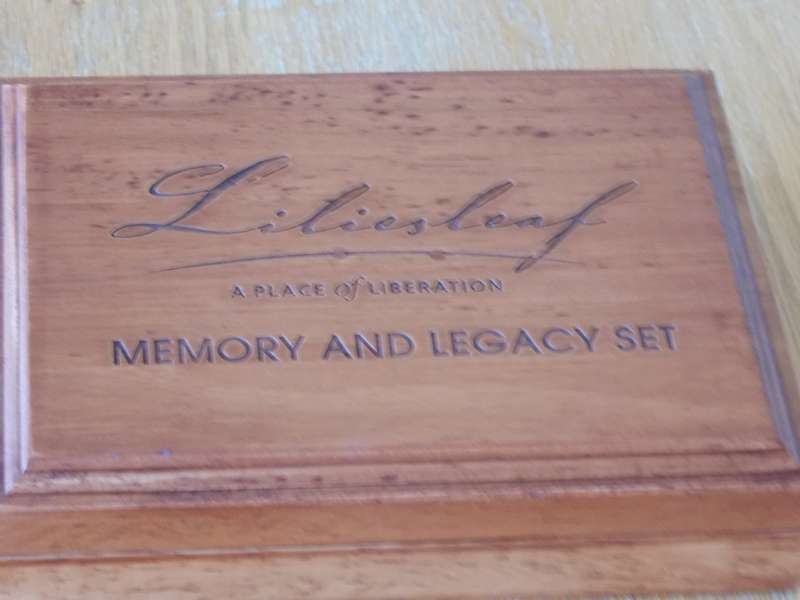 Liliesleaf
A PLACE of LIBERATION
MEMORY AND LEGACY SET